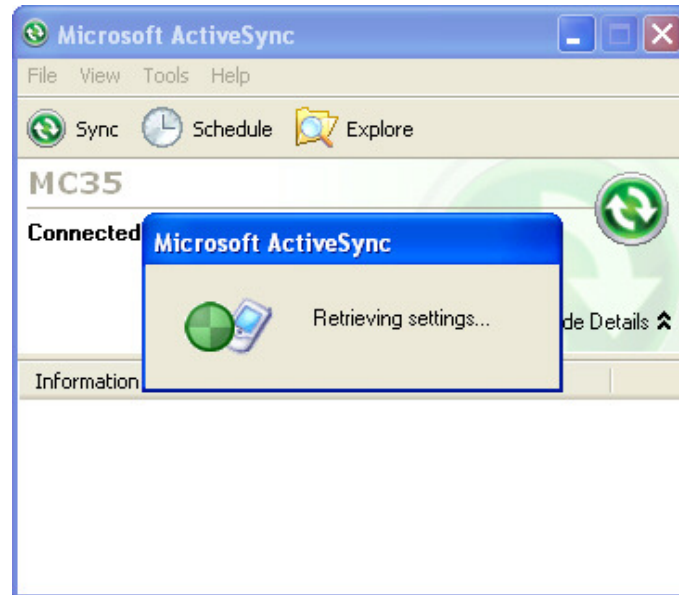 Microsoft ActiveSync
File View Tools Help
Sync Schedule Explore
MC35
Connected
Microsoft ActiveSync
Retrieving settings...
de Details
Information